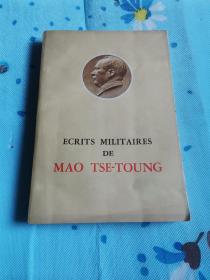 ECRITS MILITAIRES
DE
MAO TSE-TOUNG